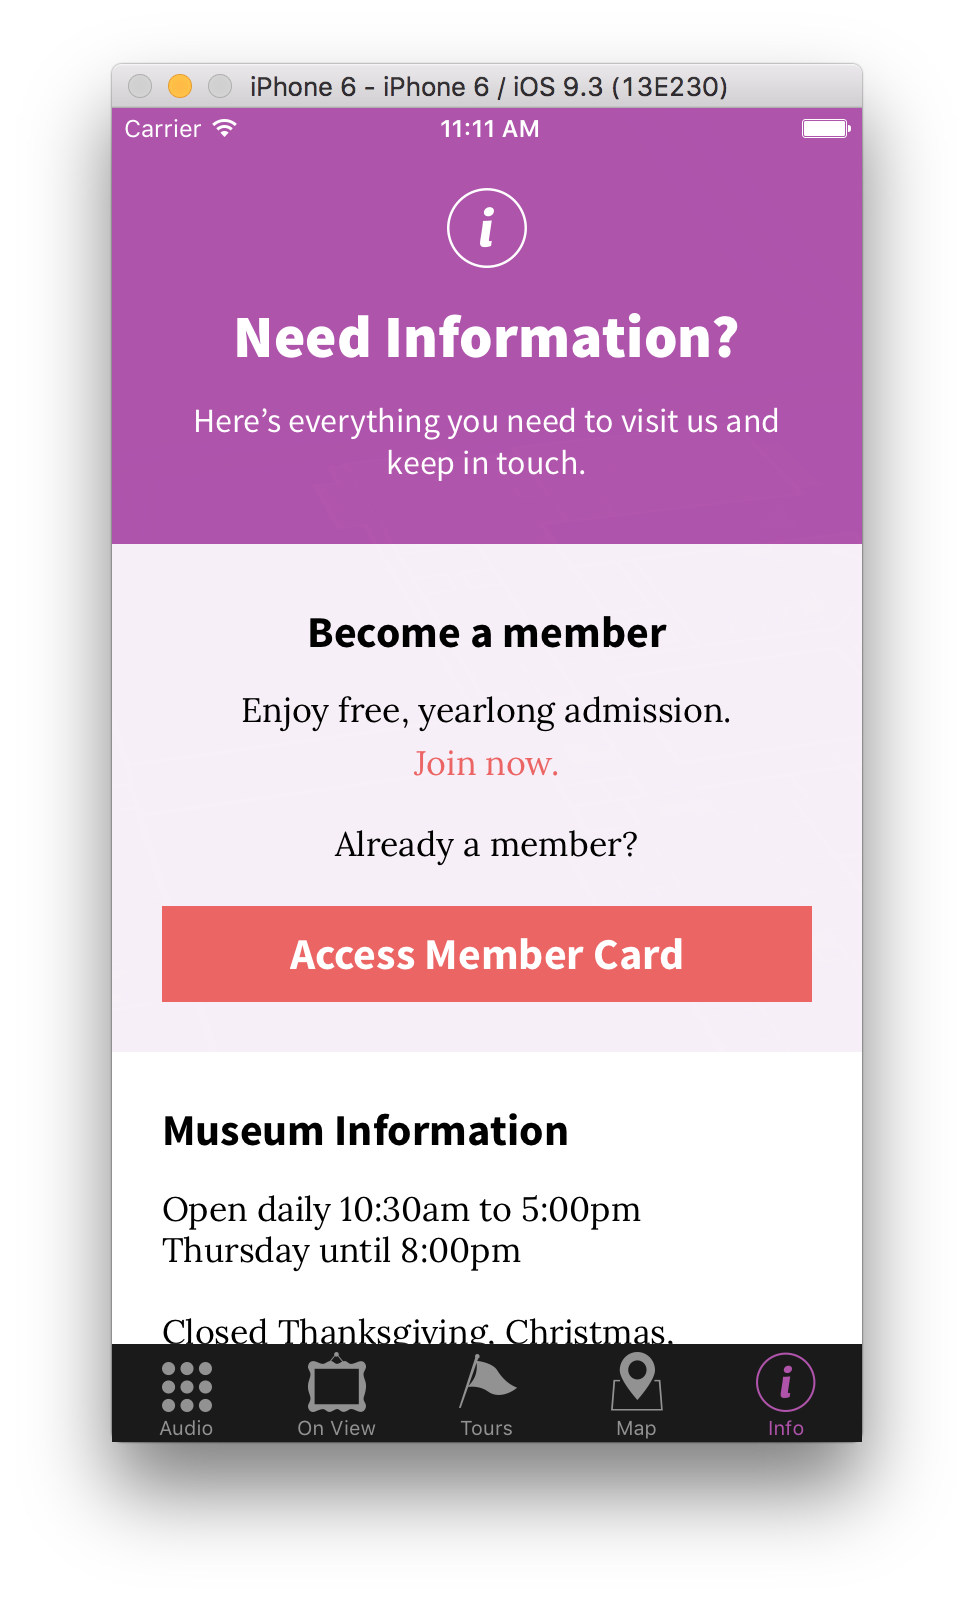 iPhone 6 - iPhone 6 / iOS 9.3 (13E230)
Carrier 11:11 AM
i
Need Information?
Here’s everything you need to visit us and
keep in touch.
Become a member
Enjoy free, yearlong admission.
Join now.
Already a member?
Access Member Card
Museum Information
Open daily 10:30am to 5:00pm
Thursday until 8:00pm
Closed Thanksgiving, Christmas,
i
Audio On View Tours Map Info